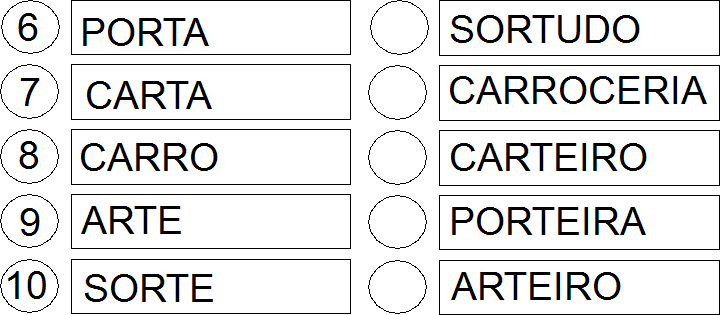 6 PORTA SORTUDO
7 CARTA CARROCERIA
8 CARRO CARTEIRO
9 ARTE PORTEIRA
10 SORTE ARTEIRO